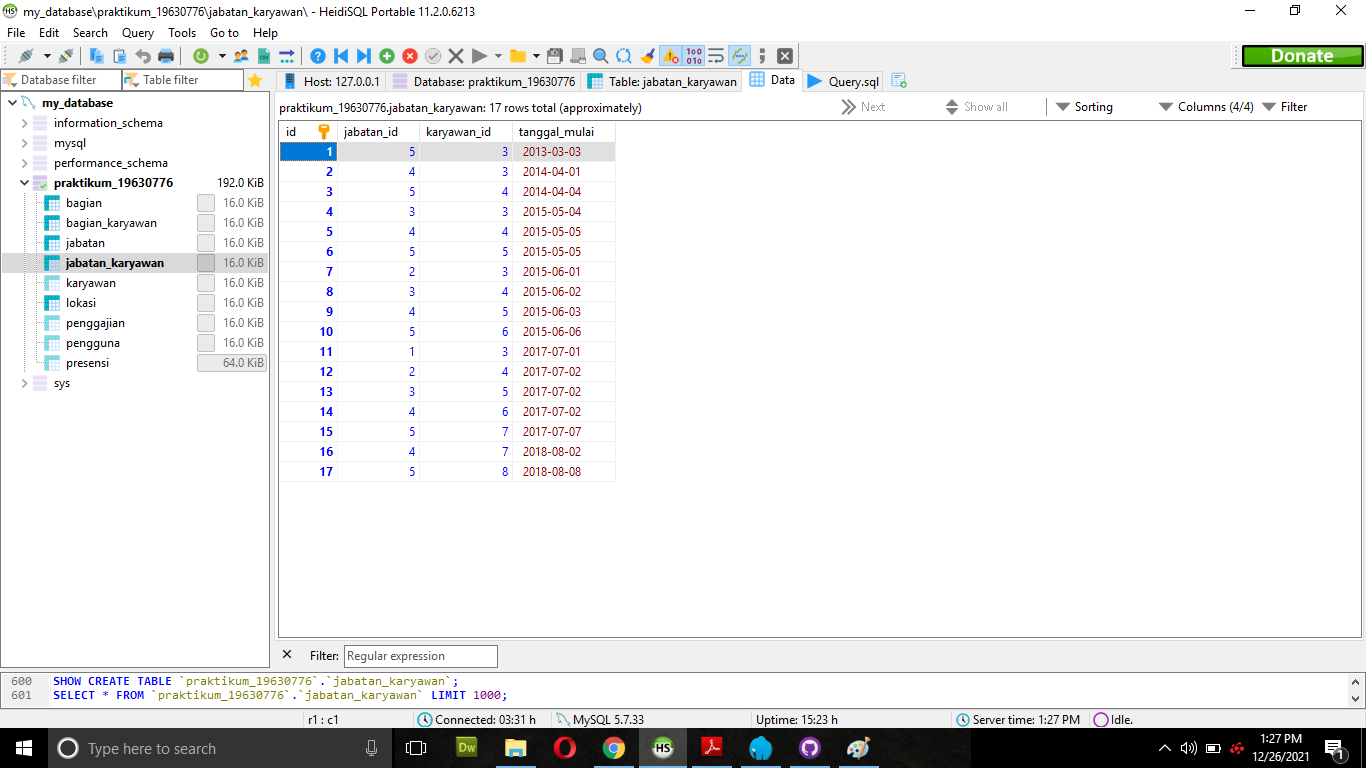 my_database\praktikum_19630776\jabatan_karyawan\ - HeidiSQL Portable 11.2.0.6213
File Edit Search Query Tools Go to Help
Donate
Database filter Table filter Host: 127.0.0.1 Database: praktikum_19630776 Table: jabatan_karyawan Data Query.sql
my_database
information_schema
mysql
performance_schema
praktikum_19630776 192.0 KiB
bagian 16.0 KiB
bagian_karyawan 16.0 KiB
jabatan 16.0 KiB
jabatan_karyawan 16.0 KiB
karyawan 16.0 KiB
lokasi 16.0 KiB
penggajian 16.0 KiB
pengguna 16.0 KiB
presensi 64.0 KiB
sys
praktikum_19630776.jabatan_karyawan: 17 rows total (approximately) Next Show all Sorting Columns (4/4) Filter
id jabatan_id karyawan_id tanggal_mulai
1 5 3 2013-03-03
2 4 3 2014-04-01
3 5 4 2014-04-04
4 3 3 2015-05-04
5 4 4 2015-05-05
6 5 5 2015-05-05
7 2 3 2015-06-01
8 3 4 2015-06-02
9 4 5 2015-06-03
10 5 6 2015-06-06
11 1 3 2017-07-01
12 2 4 2017-07-02
13 3 5 2017-07-02
14 4 6 2017-07-02
15 5 7 2017-07-07
16 4 7 2018-08-02
17 5 8 2018-08-08
Filter: Regular expression
600 SHOW CREATE TABLE `praktikum_19630776`.`jabatan_karyawan`;
601 SELECT * FROM `praktikum_19630776`.`jabatan_karyawan` LIMIT 1000;
r1 : c1 Connected: 03:31 h MySQL 5.7.33 Uptime: 15:23 h Server time: 1:27 PM Idle.
Type here to search
Dw
HS
1:27 PM
12/26/2021
1